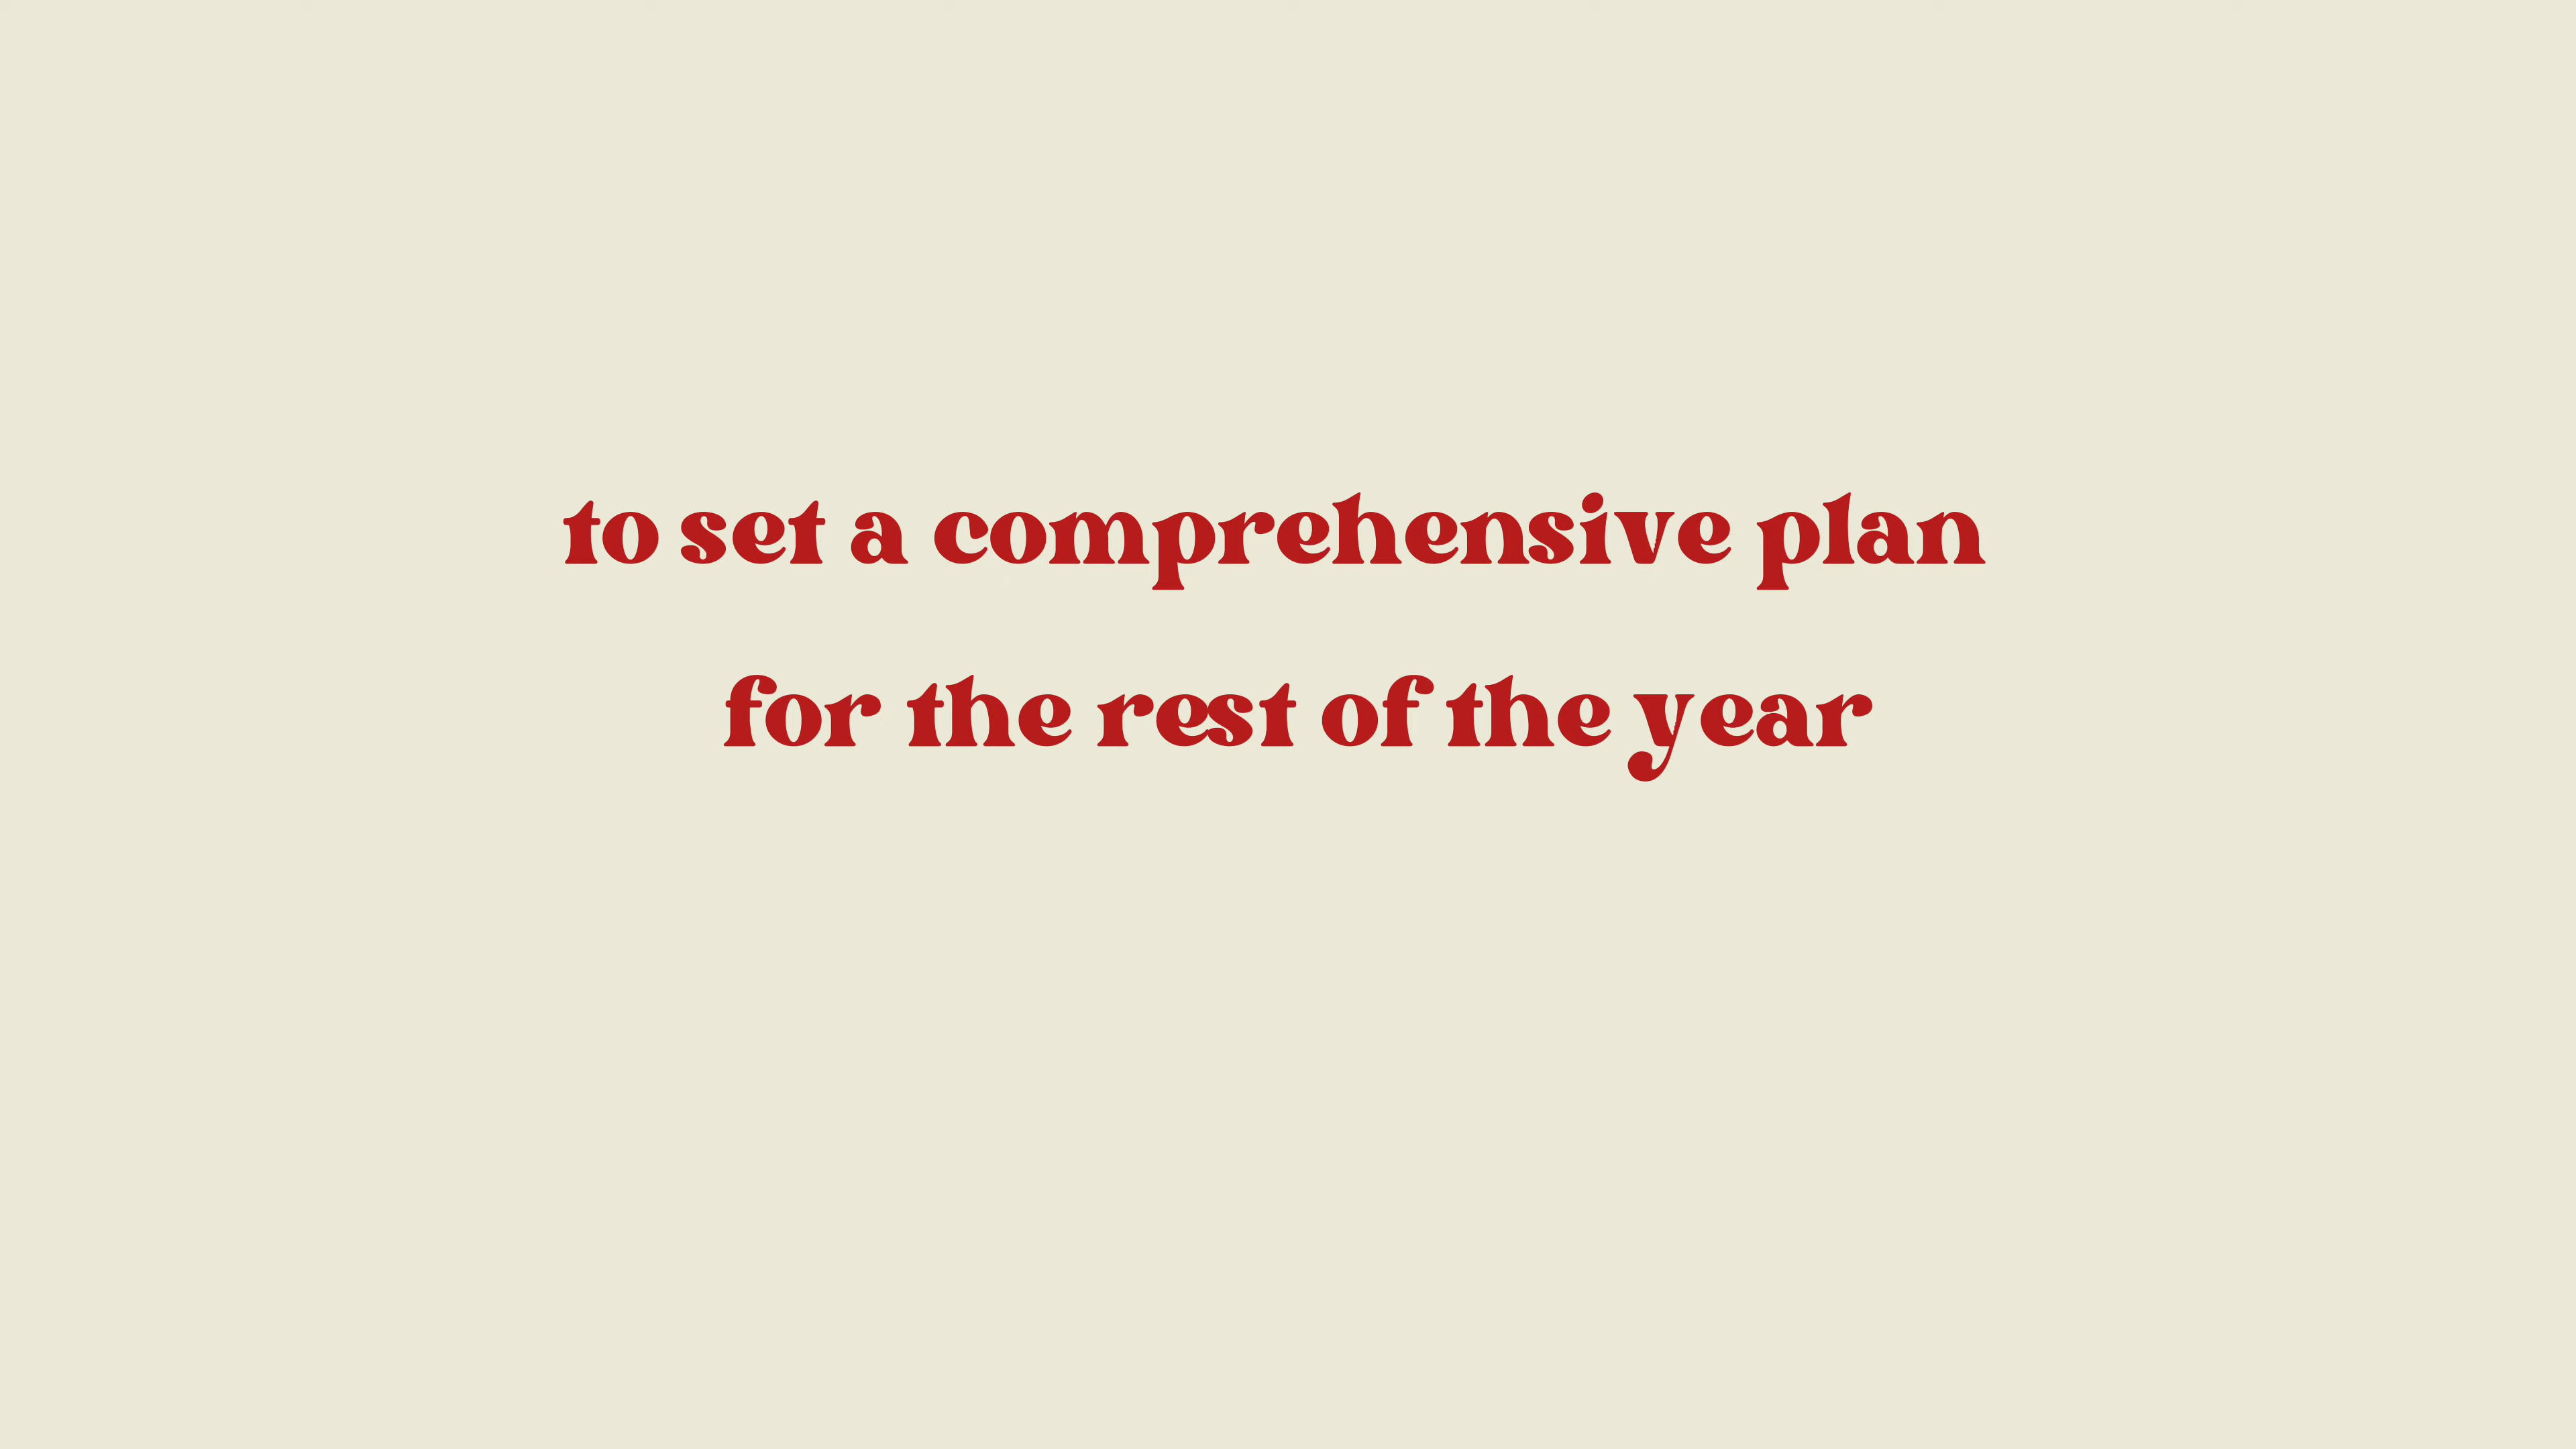 to set a comprehensive plan
for the rest of the year